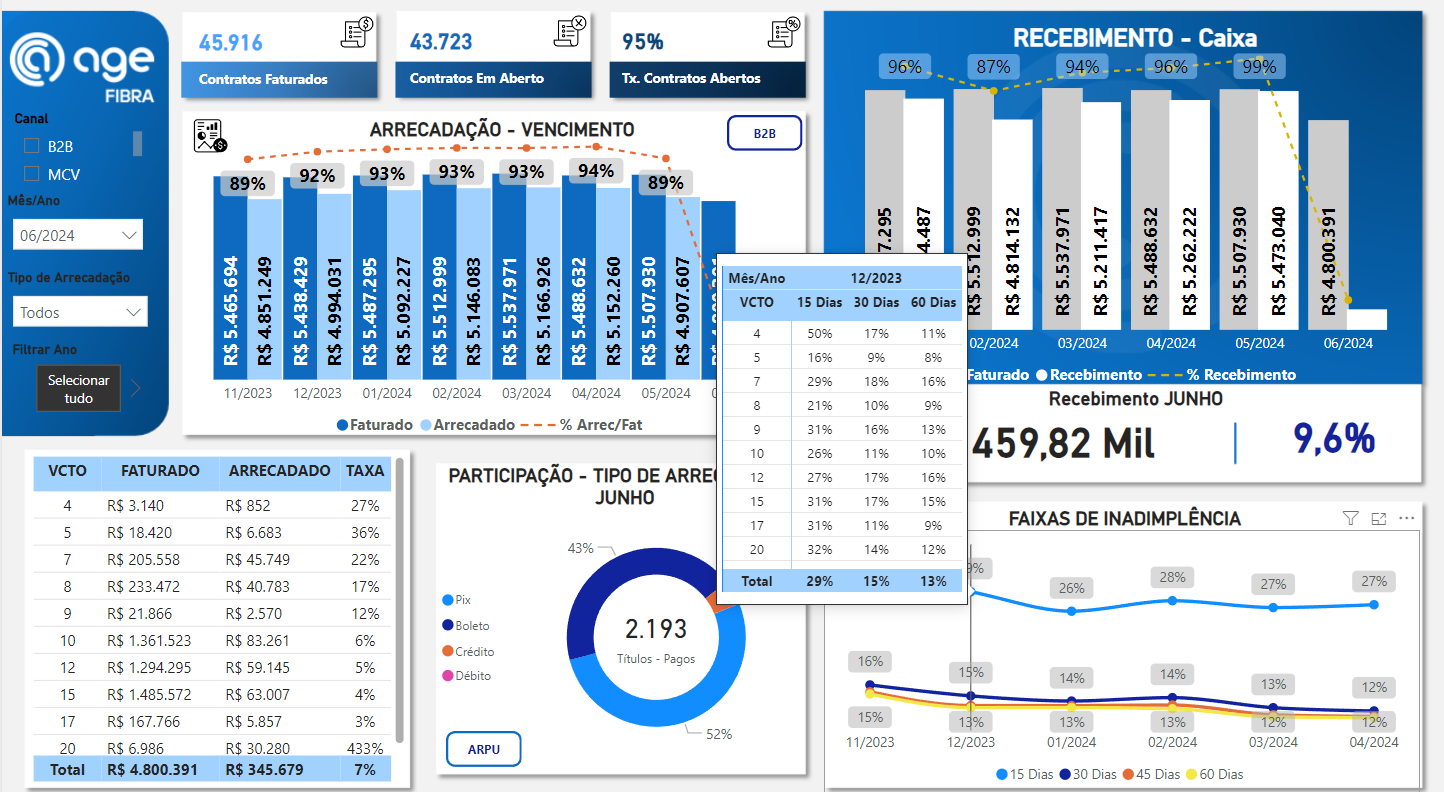 age
FIBRA
Canal
B2B
MCV
Mês/Ano
06/2024
Tipo de Arrecadação
Todos
Filtrar Ano
Selecionar
tudo
45.916
Contratos Faturados
43.723
Contratos Em Aberto
95%
Tx. Contratos Abertos
ARRECADAÇÃO - VENCIMENTO
B2B
89% 92% 93% 93% 93% 94% 89%
R$ 5.465.694
R$ 4.851.249
R$ 5.438.429
R$ 4.994.031
R$ 5.487.295
R$ 5.092.227
R$ 5.512.999
R$ 5.146.083
R$ 5.537.971
R$ 5.166.926
R$ 5.488.632
R$ 5.152.260
R$ 5.507.930
R$ 4.907.607
11/2023 12/2023 01/2024 02/2024 03/2024 04/2024 05/2024
Faturado Arrecadado % Arrec/Fat
RECEBIMENTO - Caixa
96% 87% 94% 96% 99%
7.295
4.487
R$ 5.512.999
R$ 4.814.132
R$ 5.537.971
R$ 5.211.417
R$ 5.488.632
R$ 5.262.222
R$ 5.507.930
R$ 5.473.040
R$ 4.800.391
02/2024 03/2024 04/2024 05/2024 06/2024
Faturado Recebimento % Recebimento
Recebimento JUNHO
459,82 Mil
9,6%
Mês/Ano 12/2023
VCTO 15 Dias 30 Dias 60 Dias
4 50% 17% 11%
5 16% 9% 8%
7 29% 18% 16%
8 21% 10% 9%
9 31% 16% 13%
10 26% 11% 10%
12 27% 17% 16%
15 31% 17% 15%
17 31% 11% 9%
20 32% 14% 12%
Total 29% 15% 13%
VCTO FATURADO ARRECADADO TAXA
4 R$ 3.140 R$ 852 27%
5 R$ 18.420 R$ 6.683 36%
7 R$ 205.558 R$ 45.749 22%
8 R$ 233.472 R$ 40.783 17%
9 R$ 21.866 R$ 2.570 12%
10 R$ 1.361.523 R$ 83.261 6%
12 R$ 1.294.295 R$ 59.145 5%
15 R$ 1.485.572 R$ 63.007 4%
17 R$ 167.766 R$ 5.857 3%
20 R$ 6.986 R$ 30.280 433%
Total R$ 4.800.391 R$ 345.679 7%
PARTICIPAÇÃO - TIPO DE ARREC
JUNHO
43%
Pix
Boleto
Crédito
Débito
2.193
Títulos - Pagos
52%
ARPU
FAIXAS DE INADIMPLÊNCIA
9% 26% 28% 27% 27%
16% 15% 14% 14% 13% 12%
15% 13% 13% 13% 12% 12%
11/2023 12/2023 01/2024 02/2024 03/2024 04/2024
15 Dias 30 Dias 45 Dias 60 Dias